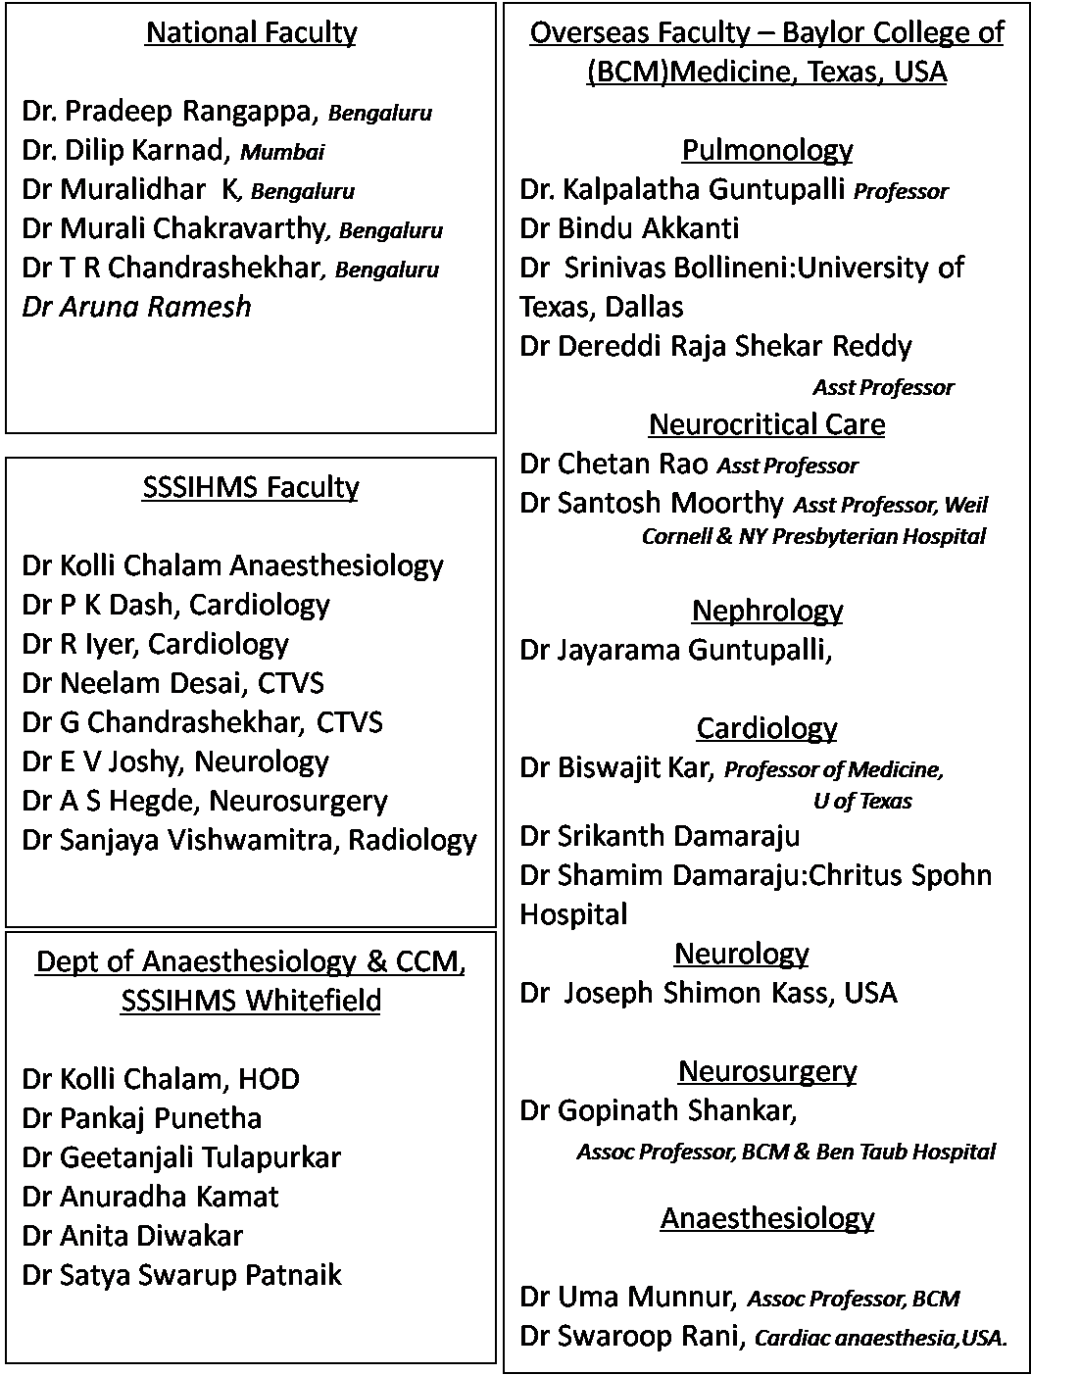 National Faculty
Dr. Pradeep Rangappa, Bengaluru
Dr. Dilip Karnad, Mumbai
Dr Muralidhar K, Bengaluru
Dr Murali Chakravarthy, Bengaluru
Dr T R Chandrashekhar, Bengaluru
Dr Aruna Ramesh
SSSIHMS Faculty
Dr Kolli Chalam Anaesthesiology
Dr P K Dash, Cardiology
Dr R Iyer, Cardiology
Dr Neelam Desai, CTVS
Dr G Chandrashekhar, CTVS
Dr E V Joshy, Neurology
Dr A S Hegde, Neurosurgery
Dr Sanjaya Vishwamitra, Radiology
Dept of Anaesthesiology & CCM,
SSSIHMS Whitefield
Dr Kolli Chalam, HOD
Dr Pankaj Punetha
Dr Geetanjali Tulapurkar
Dr Anuradha Kamat
Dr Anita Diwakar
Dr Satya Swarup Patnaik
Overseas Faculty – Baylor College of
(BCM)Medicine, Texas, USA
Pulmonology
Dr. Kalpalatha Guntupalli Professor
Dr Bindu Akkanti
Dr Srinivas Bollineni:University of
Texas, Dallas
Dr Dereddi Raja Shekar Reddy
Asst Professor
Neurocritical Care
Dr Chetan Rao Asst Professor
Dr Santosh Moorthy Asst Professor, Weil
Cornell & NY Presbyterian Hospital
Nephrology
Dr Jayarama Guntupalli,
Cardiology
Dr Biswajit Kar, Professor of Medicine,
U of Texas
Dr Srikanth Damaraju
Dr Shamim Damaraju:Chritus Spohn
Hospital
Neurology
Dr Joseph Shimon Kass, USA
Neurosurgery
Dr Gopinath Shankar,
Assoc Professor, BCM & Ben Taub Hospital
Anaesthesiology
Dr Uma Munnur, Assoc Professor, BCM
Dr Swaroop Rani, Cardiac anaesthesia,USA.